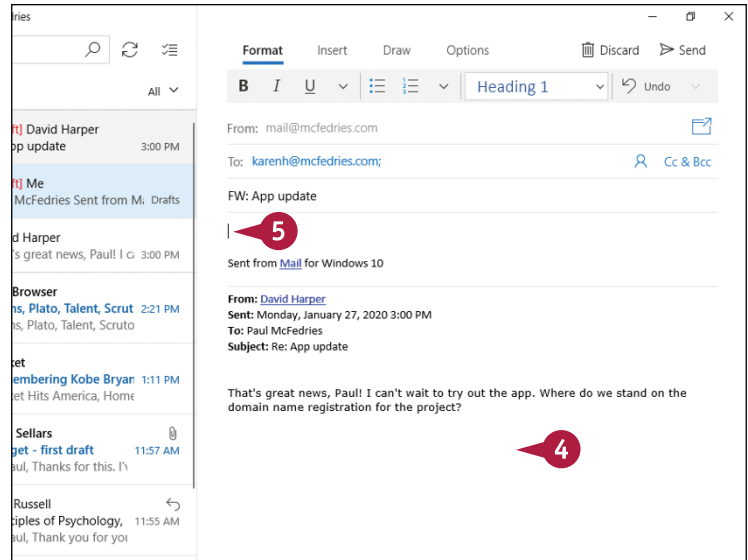 dries
All
ft] David Harper
pp update 3:00 PM
ft] Me
McFedries Sent from Ma Drafts
d Harper
's great news, Paul! I ca 3:00 PM
Browser
ns, Plato, Talent, Scrut 2:21 PM
ns, Plato, Talent, Scruto
ket
embering Kobe Bryan 1:11 PM
ket Hits America, Home
Sellars
get - first draft 11:57 AM
aul, Thanks for this. I'v
Russell
ciples of Psychology, 11:55 AM
aul, Thank you for you
Format Insert Draw Options Discard Send
B I U Heading 1 Undo
From: mail@mcfedries.com
To: karenh@mcfedries.com; Cc & Bcc
FW: App update
5
Sent from Mail for Windows 10
From: David Harper
Sent: Monday, January 27, 2020 3:00 PM
To: Paul McFedries
Subject: Re: App update
That's great news, Paul! I can't wait to try out the app. Where do we stand on the
domain name registration for the project?
4